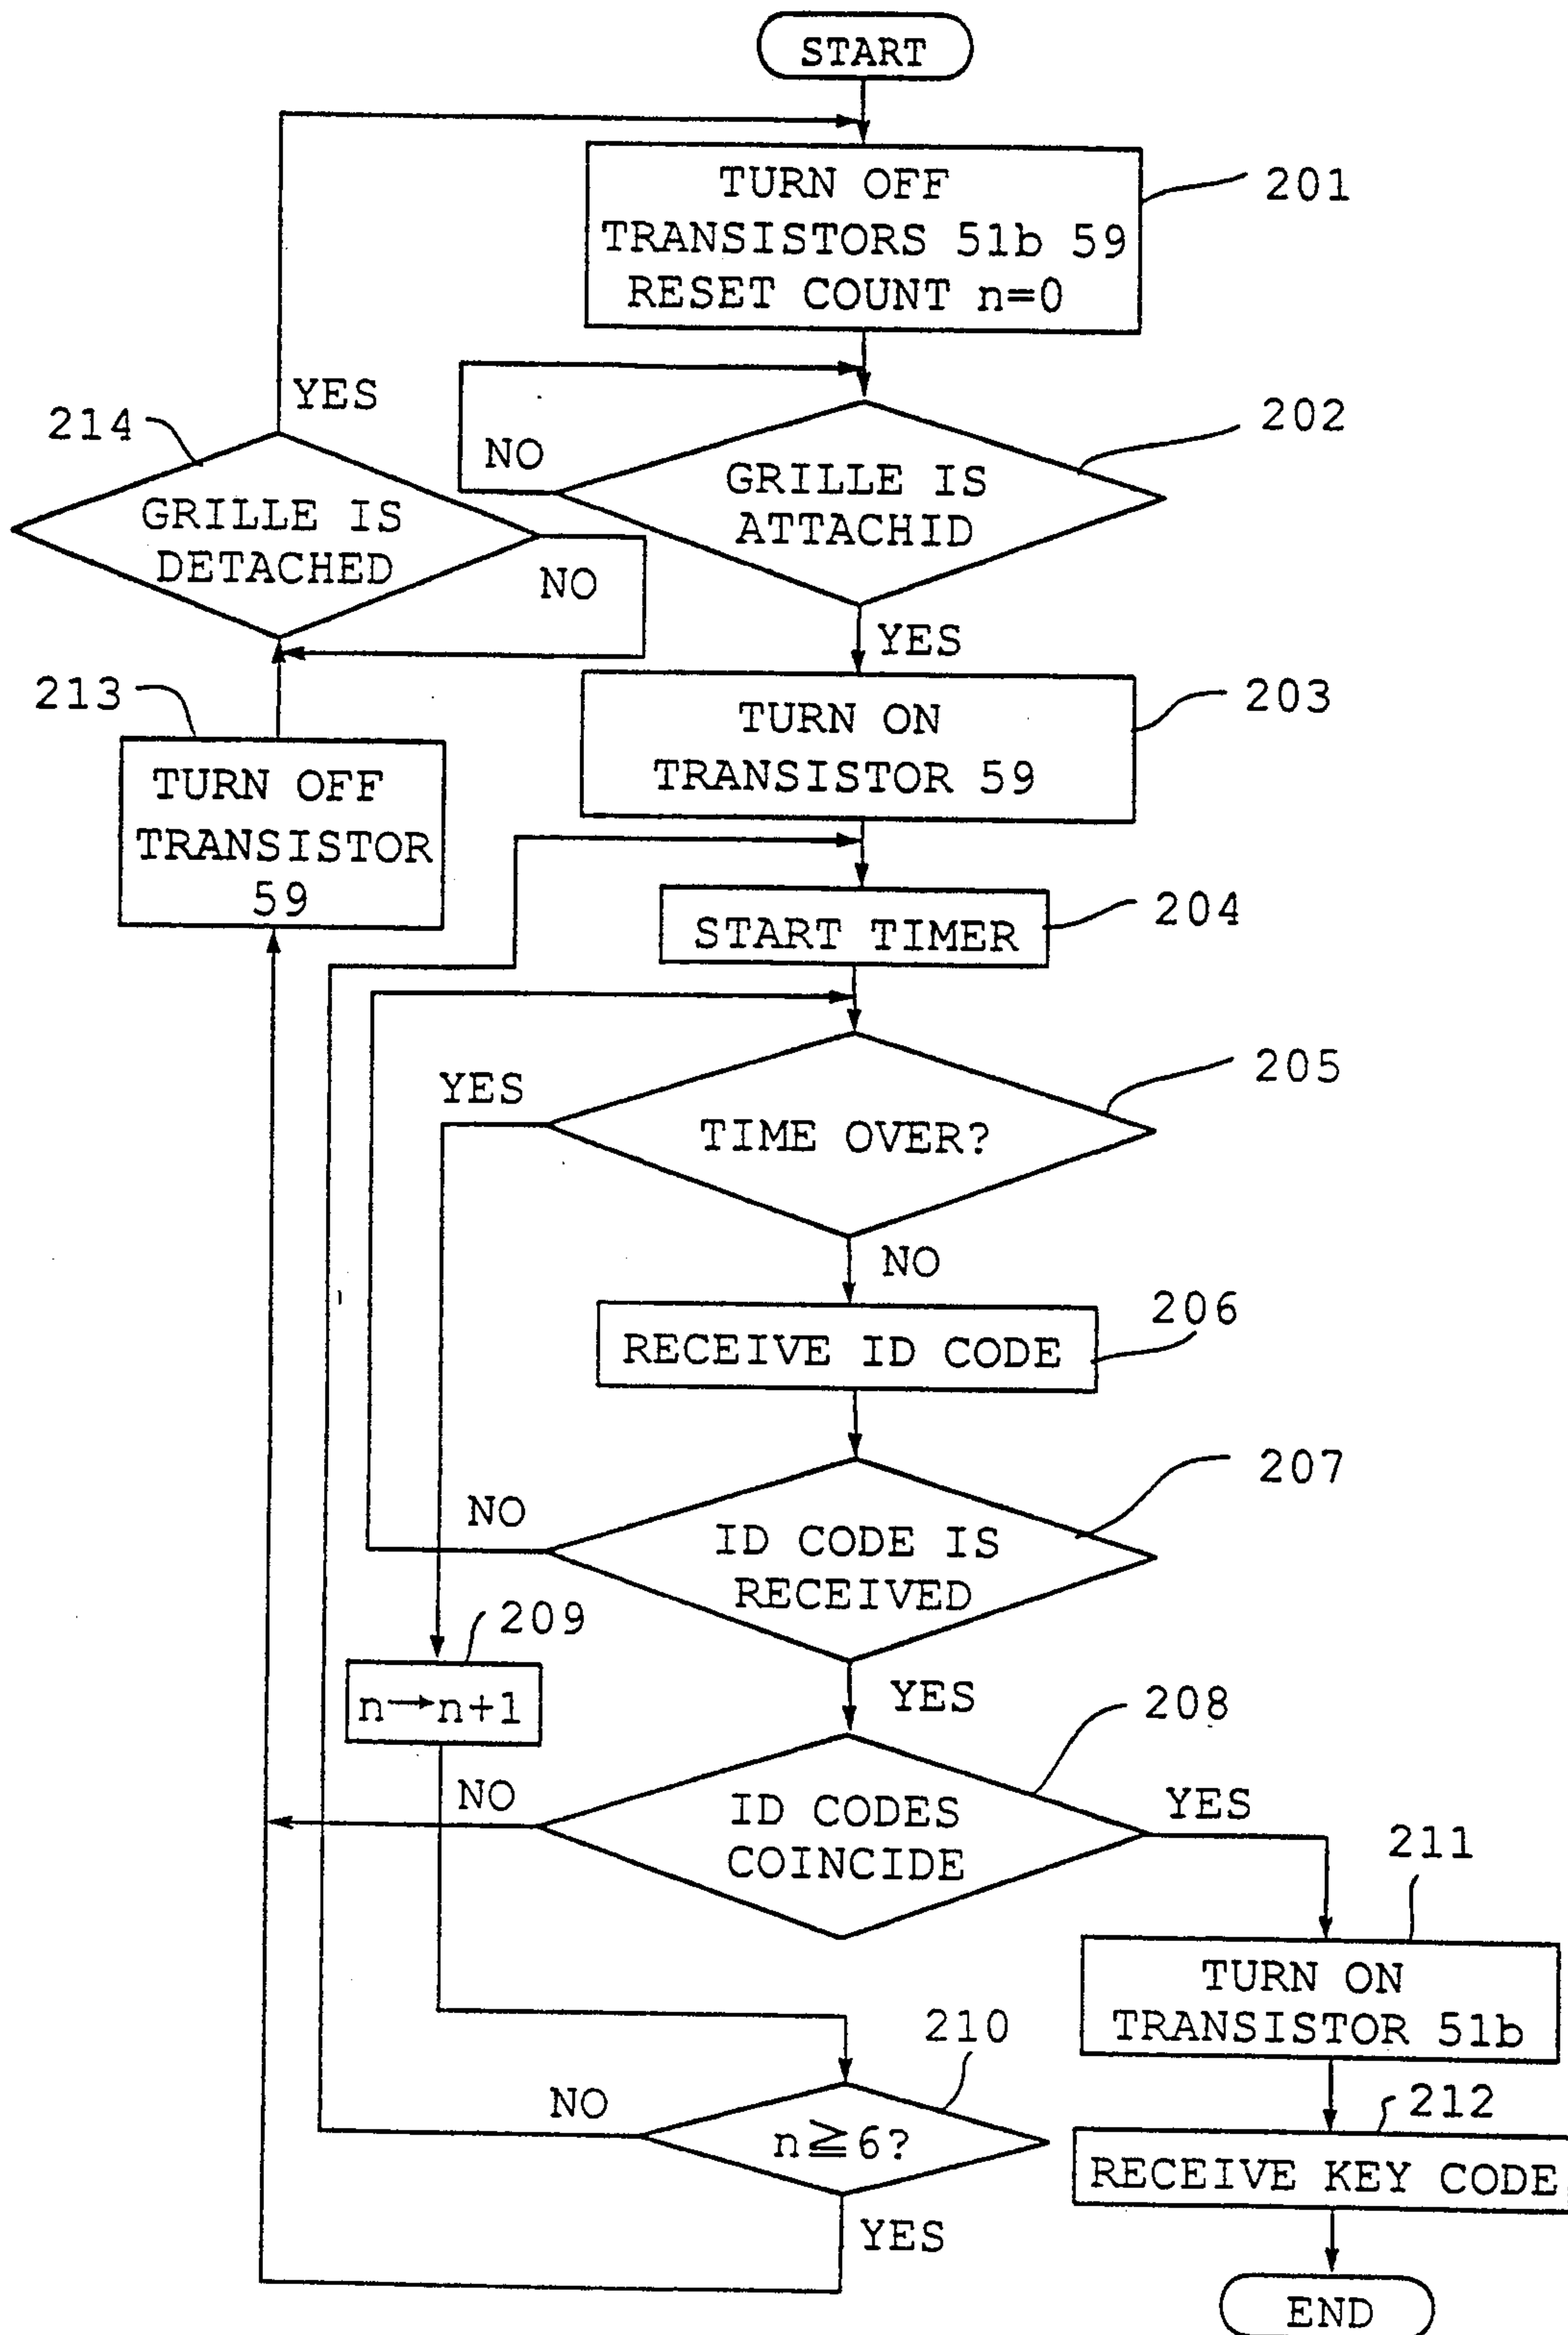 START
TURN OFF
TRANSISTORS 51b 59
RESET COUNT n=0
201
YES
214
202
NO
GRILLE IS
ATTACHID
GRILLE IS
DETACHED
NO
YES
213
203
TURN ON
TRANSISTOR 59
TURN OFF
TRANSISTOR
59
START TIMER
204
205
YES
TIME OVER?
NO
206
RECEIVE ID CODE
207
NO
ID CODE IS
RECEIVED
209
n→n+1
YES
208
NO
ID CODES
COINCIDE
YES
211
TURN ON
TRANSISTOR 51b
210
NO
n≧6?
212
RECEIVE KEY CODE
YES
END